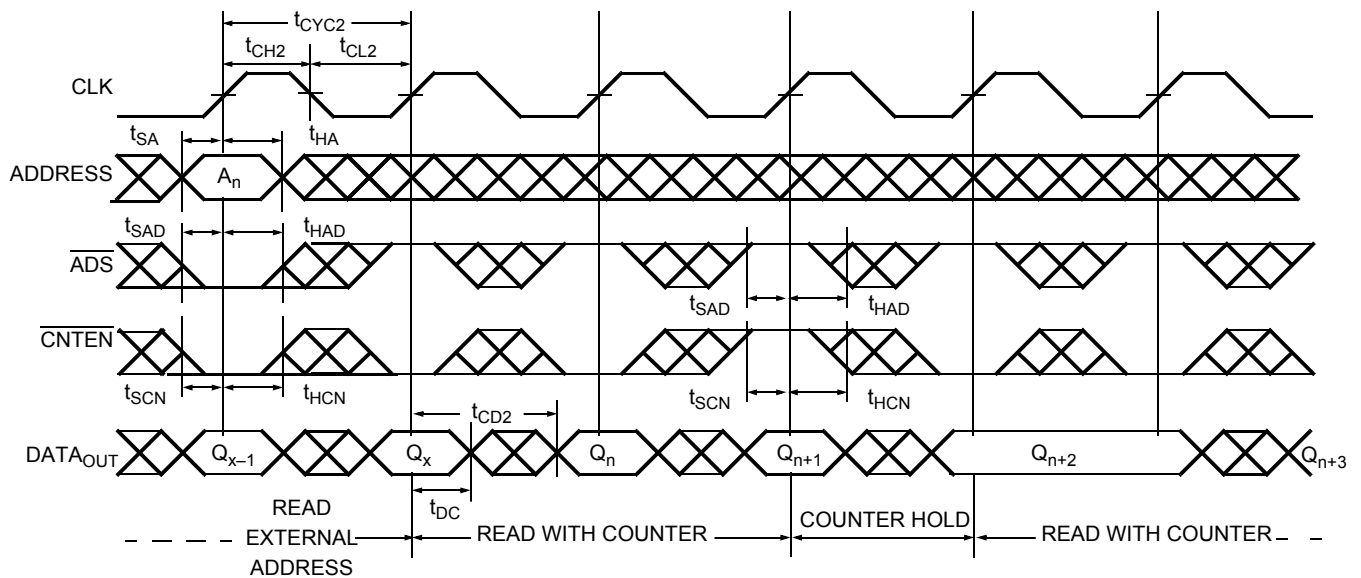 tCYC2
tCH2 tCL2
CLK
tSA tHA
ADDRESS An
tSAD tHAD
ADS
tSAD tHAD
CNTEN
tSCN tHCN tSCN tHCN
tCD2
DATAOUT Qx–1 Qx Qn Qn+1 Qn+2 Qn+3
tDC
READ
EXTERNAL
ADDRESS
READ WITH COUNTER COUNTER HOLD READ WITH COUNTER